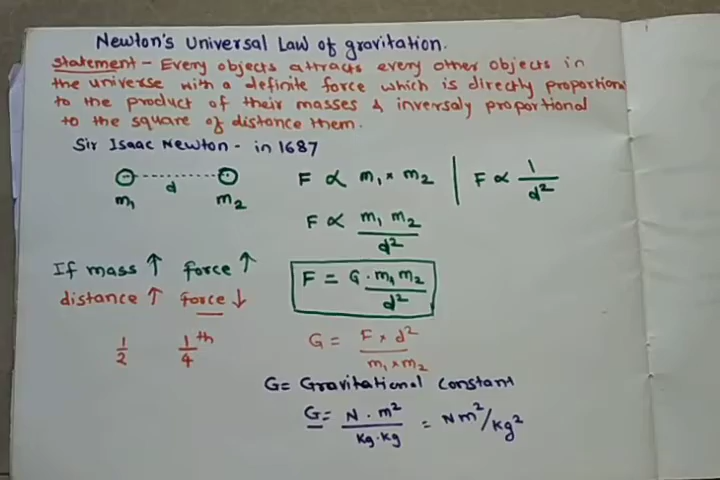 Newton's Universal Law of gravitation.
Statement - Every objects attracts every other objects in
the universe with a definite force which is directly proportion
to the product of their masses & inversaly proportional
to the square of distance them.
Sir Isaac Newton - in 1687
d
m₁ m₂
F ∝ m₁ × m₂ | F ∝ 1/d²
F ∝ m₁ m₂/d²
If mass ↑ force ↑
distance ↑ force ↓
1/2 1/4th
F = G · m₁ m₂/d²
G = F × d²/m₁ × m₂
G = Gravitational constant
G = N · m²/kg · kg = Nm²/kg²